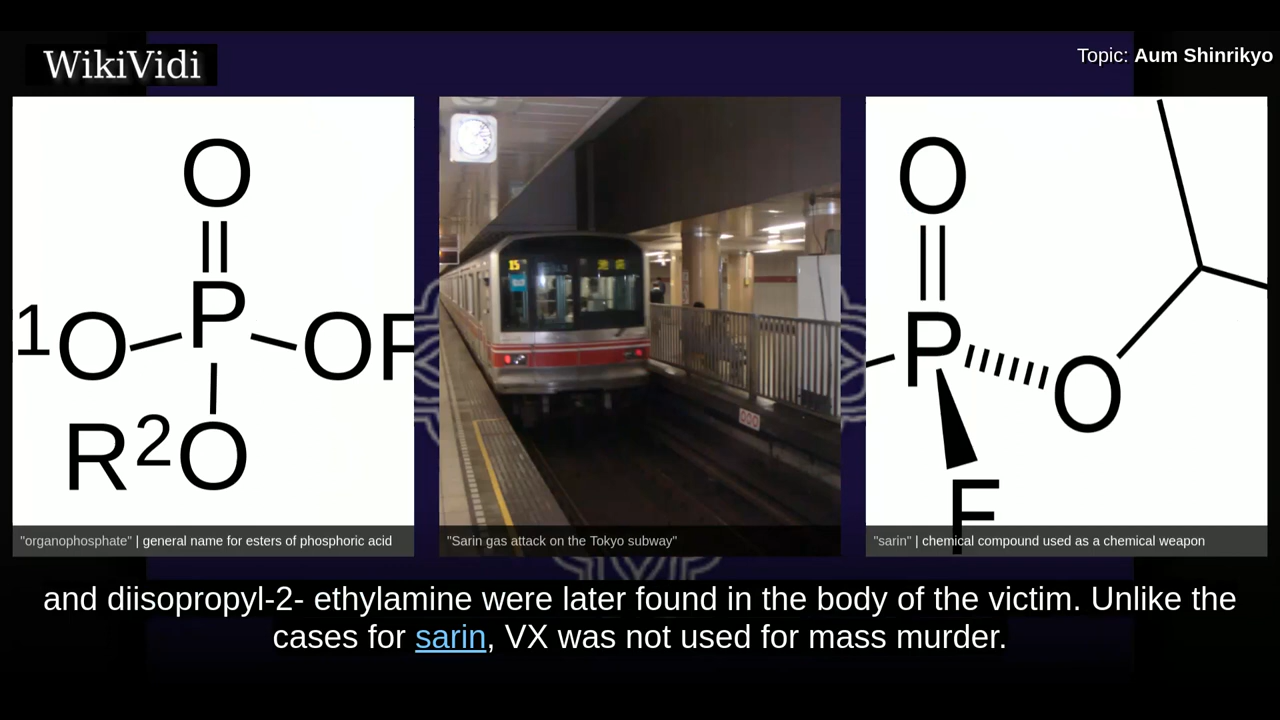 WikiVidi
Topic: Aum Shinrikyo
O
P
1O
OR
R2O
15
O
P
O
F
"organophosphate" | general name for esters of phosphoric acid
"Sarin gas attack on the Tokyo subway"
"sarin" | chemical compound used as a chemical weapon
and diisopropyl-2- ethylamine were later found in the body of the victim. Unlike the
cases for sarin, VX was not used for mass murder.